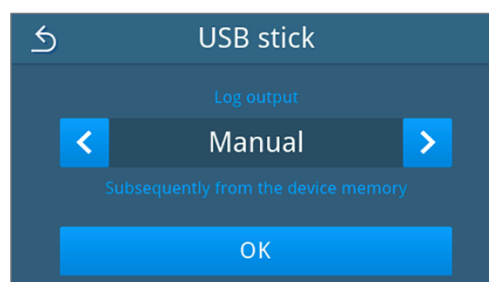 USB stick
Log output
Manual
Subsequently from the device memory
OK